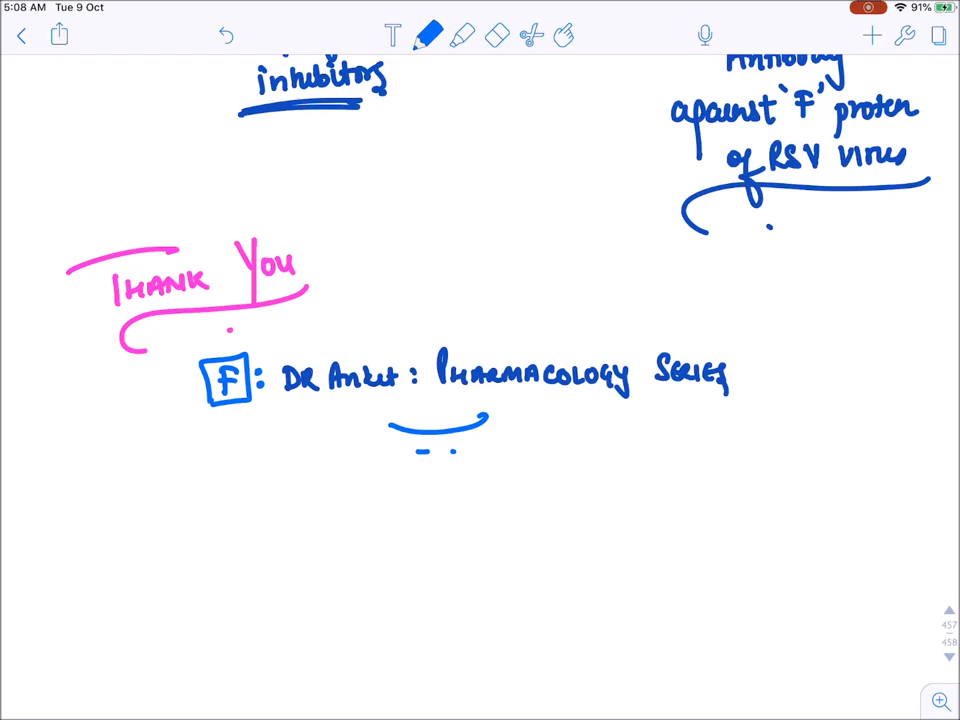 5:08 AM Tue 9 Oct
91%
T
inhibitors
Antibody
against 'F' protein
of RSV virus
THANK YOU
F : DR Ankit : PHARMACOLOGY SERIES
457
458